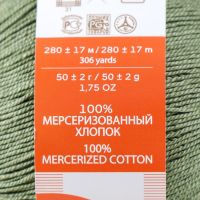 280 ± 17 м / 280 ± 17 m
306 yards
50 ± 2 г / 50 ± 2 g
1,75 OZ
100%
МЕРСЕРИЗОВАННЫЙ
ХЛОПОК
100%
MERCERIZED COTTON